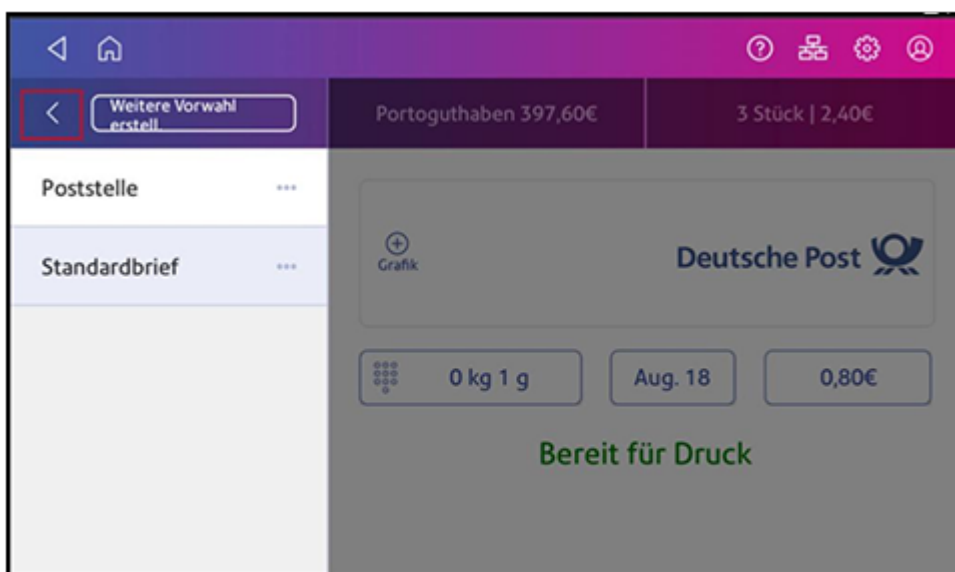 Weitere Vorwahl
erstell.
Portoguthaben 397,60€
3 Stück | 2,40€
Poststelle
Standardbrief
Grafik
Deutsche Post
0 kg 1 g
Aug. 18
0,80€
Bereit für Druck